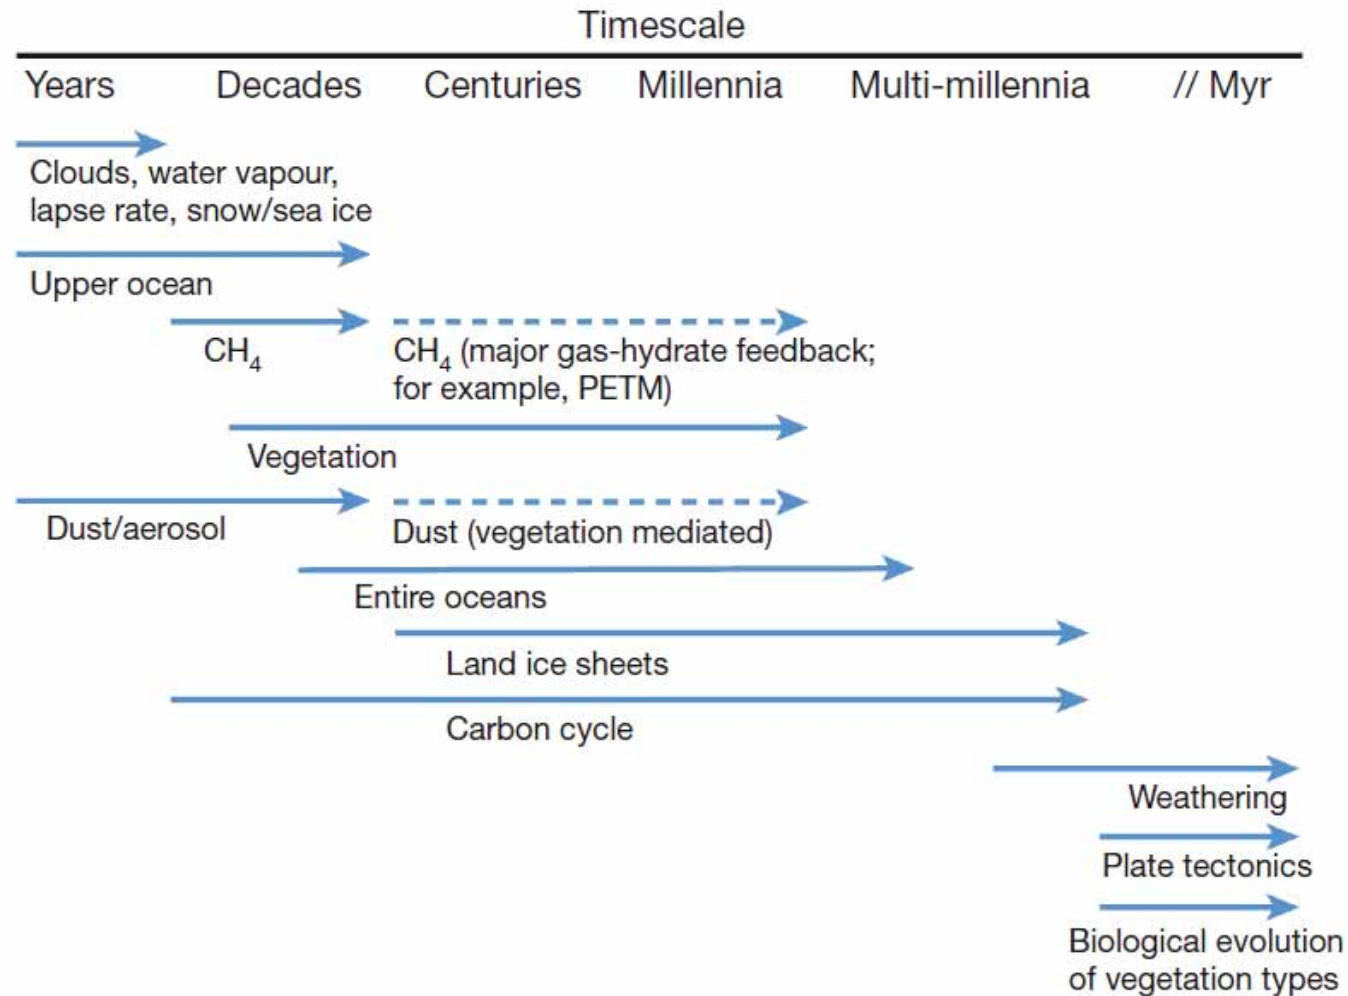 Timescale
Years Decades Centuries Millennia Multi-millennia // Myr
Clouds, water vapour,
lapse rate, snow/sea ice
Upper ocean
CH₄
CH₄ (major gas-hydrate feedback;
for example, PETM)
Vegetation
Dust/aerosol
Dust (vegetation mediated)
Entire oceans
Land ice sheets
Carbon cycle
Weathering
Plate tectonics
Biological evolution
of vegetation types